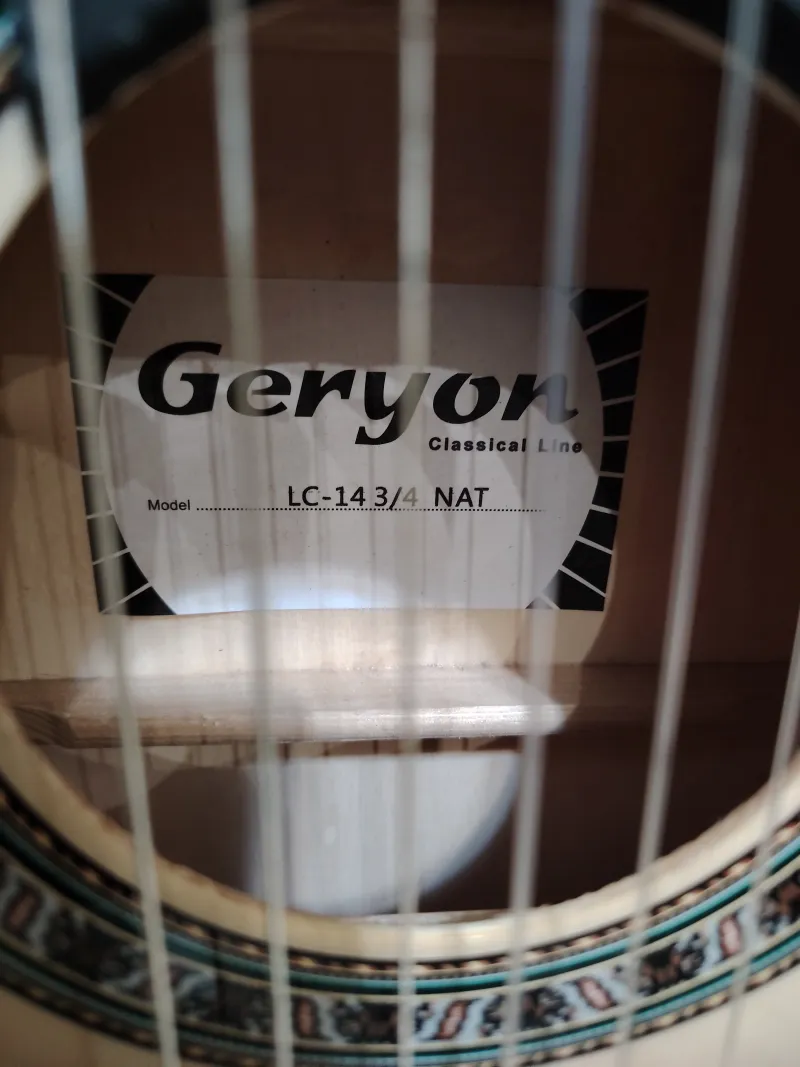 Geryon
Classical Line
Model LC-14 3/4 NAT